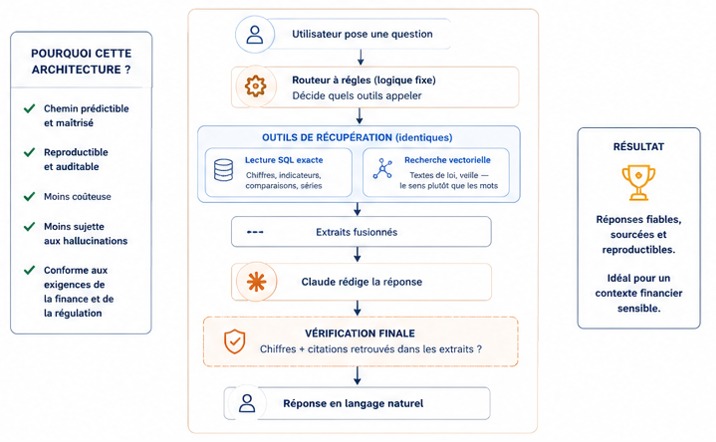 POURQUOI CETTE
ARCHITECTURE ?
Chemin prédictible
et maîtrisé
Reproductible
et auditable
Moins coûteuse
Moins sujette
aux hallucinations
Conforme aux
exigences de
la finance et de
la régulation
Utilisateur pose une question
Routeur à règles (logique fixe)
Décide quels outils appeler
OUTILS DE RÉCUPÉRATION (identiques)
Lecture SQL exacte
Chiffres, indicateurs,
comparaisons, séries
Recherche vectorielle
Textes de loi, veille —
le sens plutôt que les mots
Extraits fusionnés
Claude rédige la réponse
VÉRIFICATION FINALE
Chiffres + citations retrouvés dans les extraits ?
Réponse en langage naturel
RÉSULTAT
Réponses fiables,
sourcées et
reproductibles.
Idéal pour un
contexte financier
sensible.